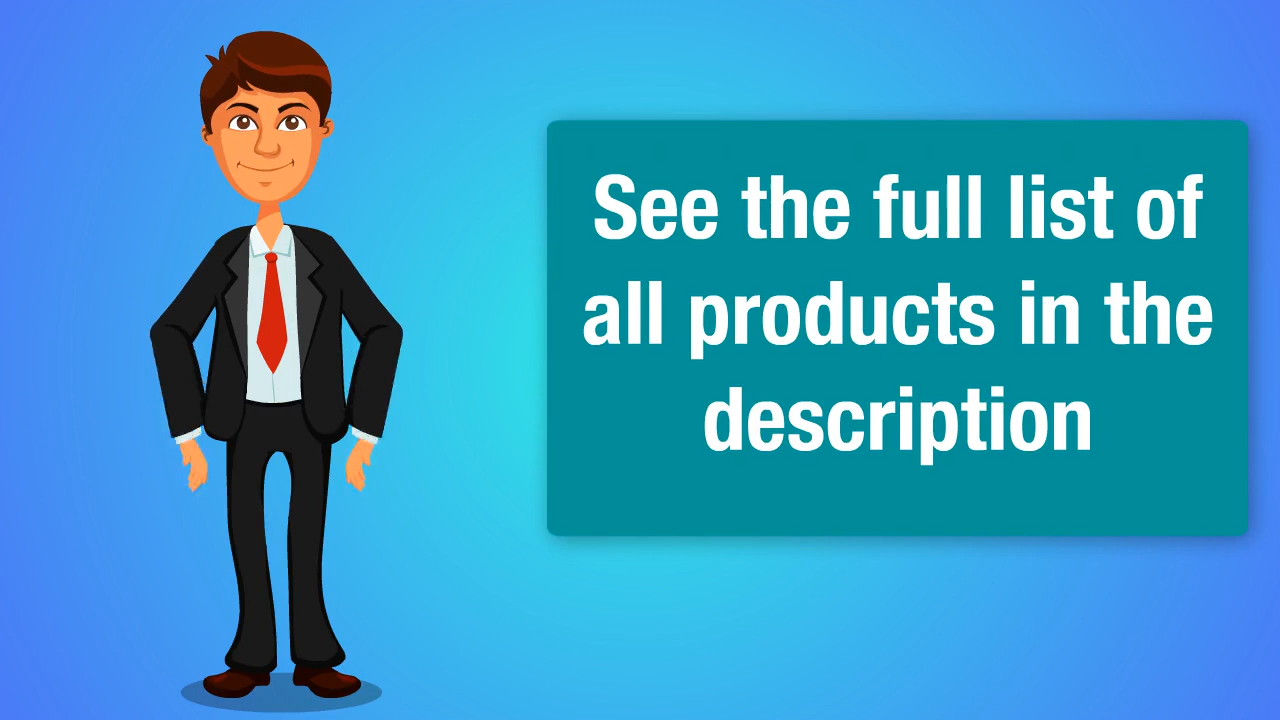 See the full list of
all products in the
description